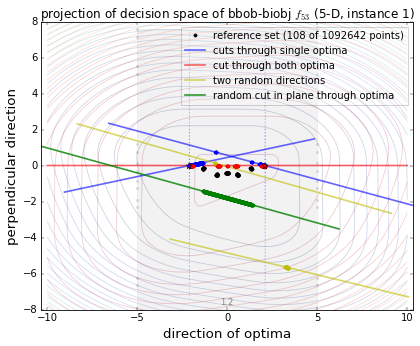 projection of decision space of bbob-biobj f53 (5-D, instance 1)
reference set (108 of 1092642 points)
cuts through single optima
cut through both optima
two random directions
random cut in plane through optima
perpendicular direction
8
6
4
2
0
−2
−4
−6
−8
1,2
−10
−5
0
5
10
direction of optima